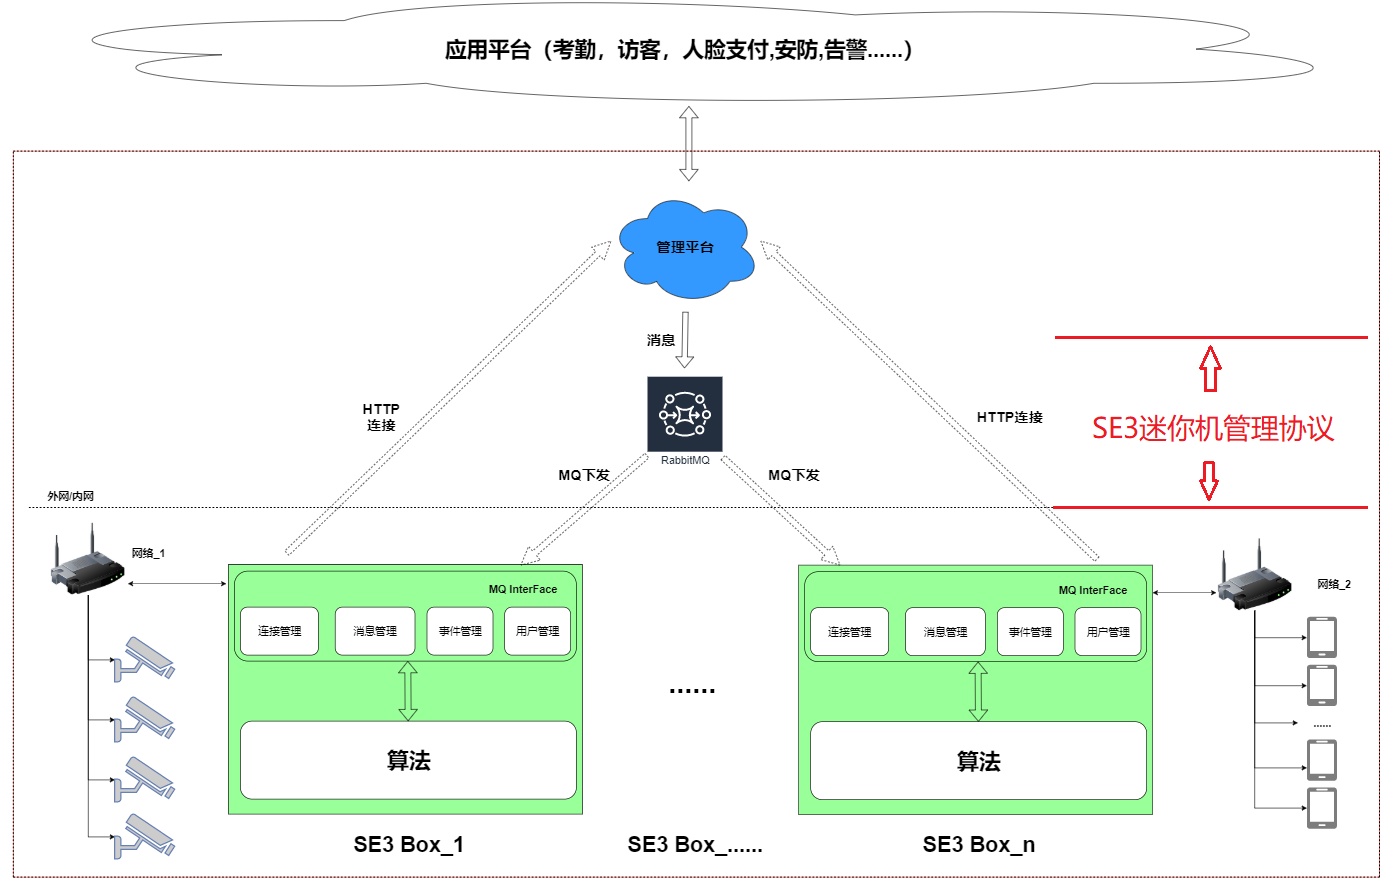 应用平台（考勤，访客，人脸支付,安防,告警......）
管理平台
消息
HTTP
连接
HTTP连接
RabbitMQ
SE3迷你机管理协议
MQ下发
MQ下发
外网/内网
网络_1
网络_2
MQ InterFace
连接管理
消息管理
事件管理
用户管理
算法
......
MQ InterFace
连接管理
消息管理
事件管理
用户管理
算法
......
SE3 Box_1
SE3 Box_......
SE3 Box_n